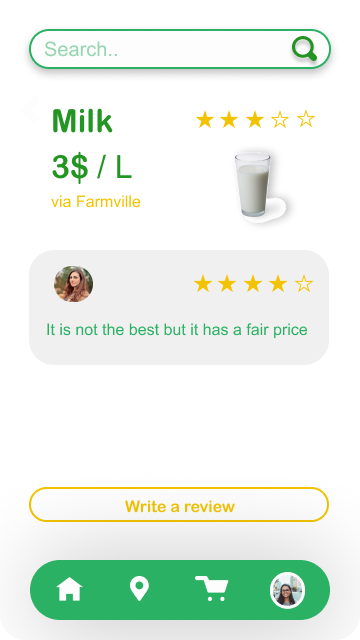 Search..
Milk
3$ / L
via Farmville
It is not the best but it has a fair price
Write a review